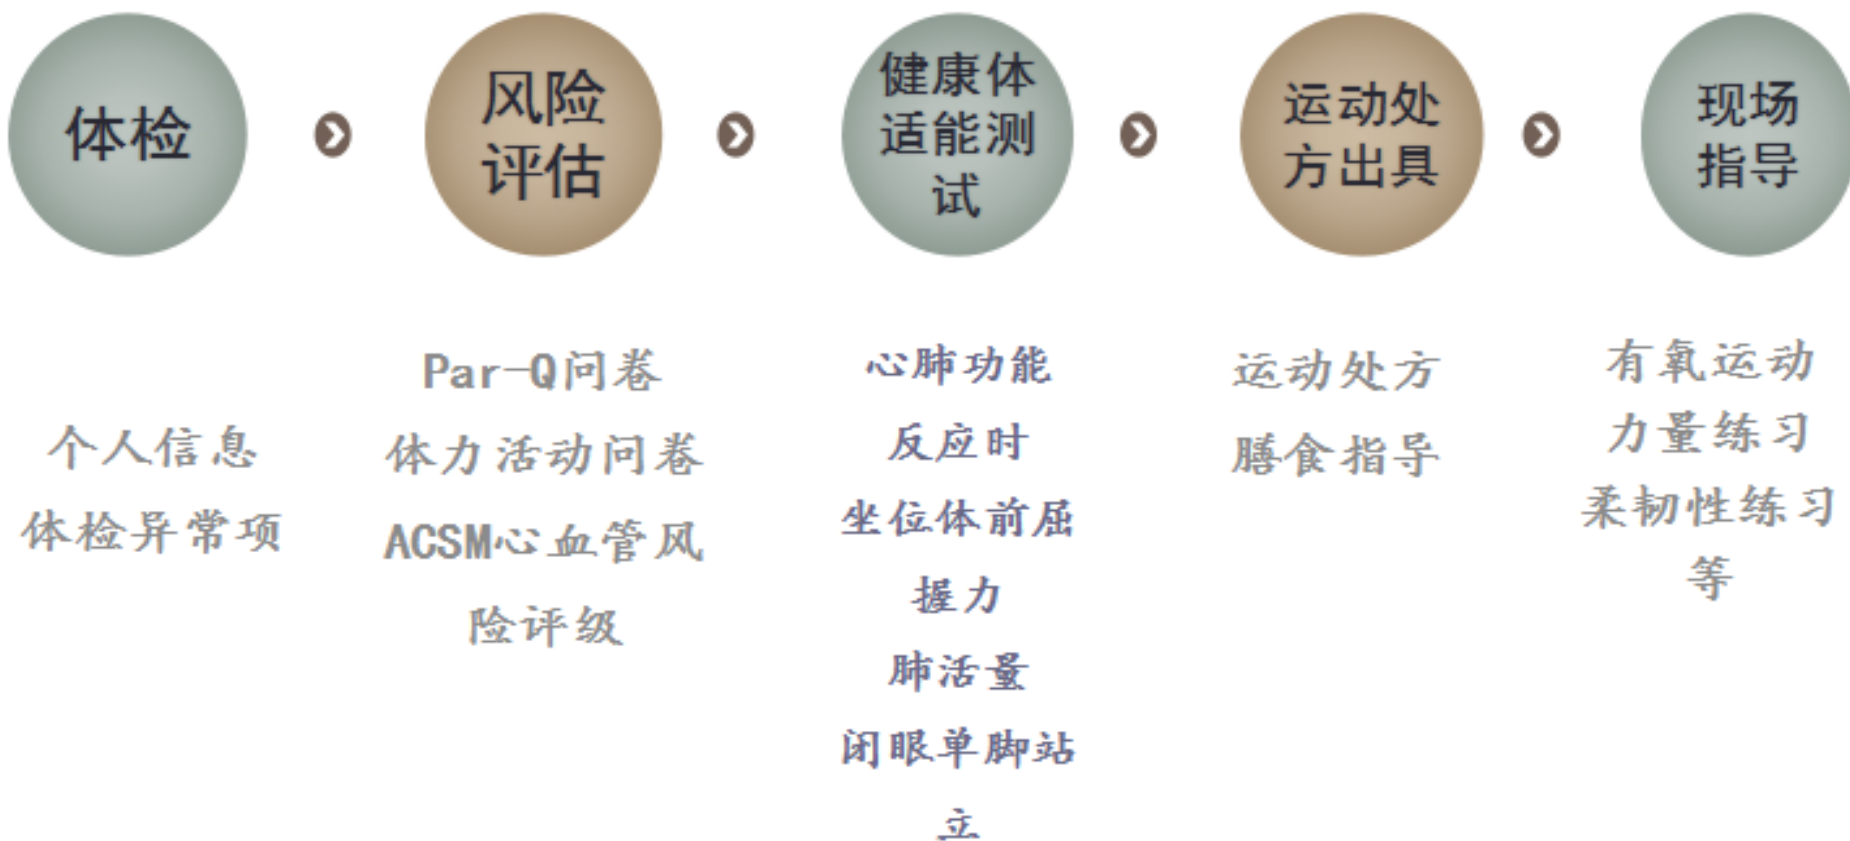 体检
风险
评估
健康体
适能测
试
运动处
方出具
现场
指导
个人信息
体检异常项
Par-Q问卷
体力活动问卷
ACSM心血管风
险评级
心肺功能
反应时
坐位体前屈
握力
肺活量
闭眼单脚站
立
运动处方
膳食指导
有氧运动
力量练习
柔韧性练习
等